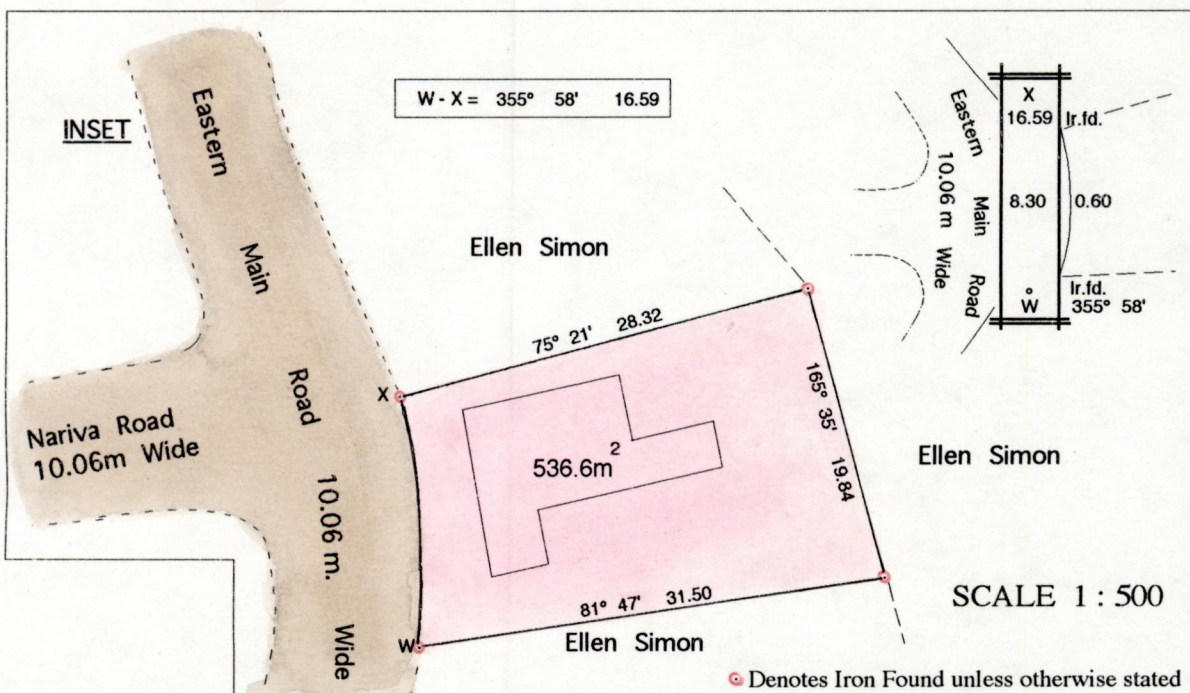 INSET
W - X = 355° 58' 16.59
Eastern
Main
Road
10.06 m.
Wide
Nariva Road
10.06m Wide
Ellen Simon
X
75° 21' 28.32
165° 35' 19.84
536.6m²
Ellen Simon
W
81° 47' 31.50
Ellen Simon
Eastern
Main
Road
10.06 m
Wide
X
16.59
Ir.fd.
8.30
0.60
W
Ir.fd.
355° 58'
SCALE 1 : 500
Denotes Iron Found unless otherwise stated